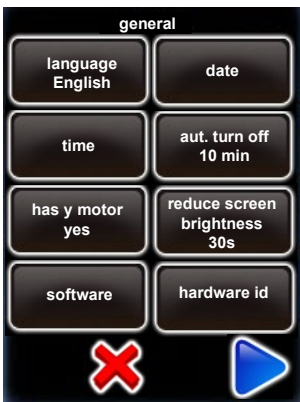 general
language
English
date
time
aut. turn off
10 min
has y motor
yes
reduce screen
brightness
30s
software
hardware id